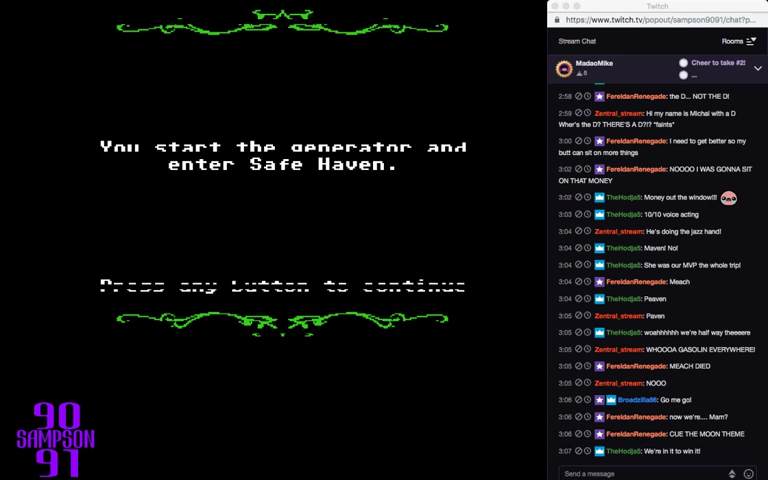 You start the generator and
enter Safe Haven.
Press any button to continue
90
SAMPSON
91
Twitch
https://www.twitch.tv/popout/sampson9091/chat?p...
Stream Chat
Rooms
MadaoMike
Cheer to take #2!
5
...
2:58 FereldanRenegade: the D... NOT THE D!
2:59 Zentral_stream: Hi my name is Michal with a D
Wher's the D? THERE'S A D?!? *faints*
3:00 FereldanRenegade: I need to get better so my
butt can sit on more things
3:02 FereldanRenegade: NOOOO I WAS GONNA SIT
ON THAT MONEY
3:02 TheHodja5: Money out the window!!!
3:03 TheHodja5: 10/10 voice acting
3:04 Zentral_stream: He's doing the jazz hand!
3:04 TheHodja5: Maven! No!
3:04 TheHodja5: She was our MVP the whole trip!
3:04 FereldanRenegade: Meach
3:04 TheHodja5: Peaven
3:05 Zentral_stream: Paven
3:05 TheHodja5: woahhhhhh we're half way theeeere
3:05 Zentral_stream: WHOOOA GASOLIN EVERYWHERE!
3:05 FereldanRenegade: MEACH DIED
3:05 Zentral_stream: NOOO
3:06 Broadzilla86: Go me go!
3:06 FereldanRenegade: now we're.... Mam?
3:06 FereldanRenegade: CUE THE MOON THEME
3:07 TheHodja5: We're in it to win it!
Send a message